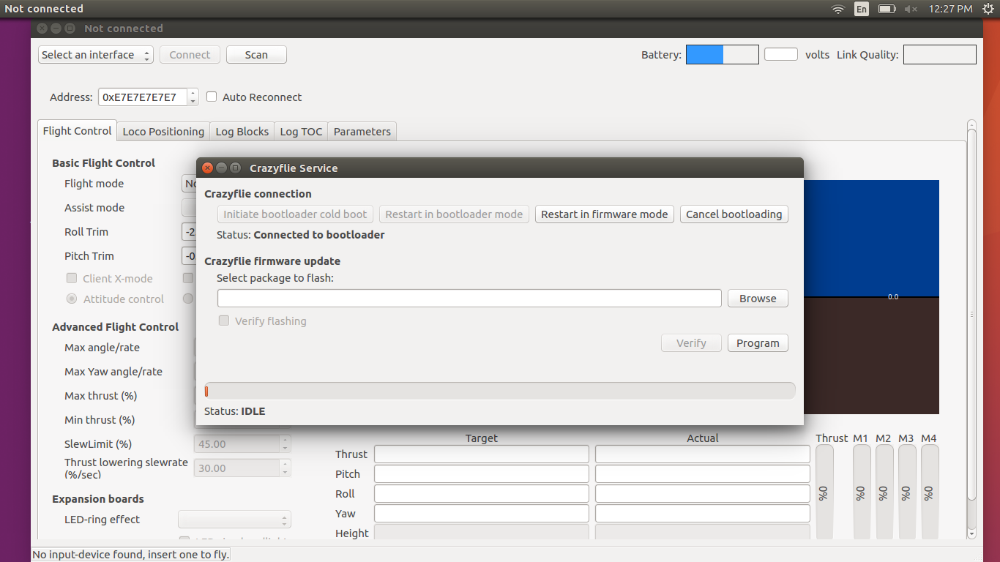 Not connected
En
12:27 PM
Not connected
Select an interface Connect Scan
Battery: volts Link Quality:
Address: 0xE7E7E7E7E7 Auto Reconnect
Flight Control Loco Positioning Log Blocks Log TOC Parameters
Basic Flight Control
Flight mode
Assist mode
Roll Trim
Pitch Trim
Client X-mode
Attitude control
Advanced Flight Control
Max angle/rate
Max Yaw angle/rate
Max thrust (%)
Min thrust (%)
SlewLimit (%) 45.00
Thrust lowering slewrate
(%/sec) 30.00
Expansion boards
LED-ring effect
Crazyflie Service
Crazyflie connection
Initiate bootloader cold boot Restart in bootloader mode Restart in firmware mode Cancel bootloading
Status: Connected to bootloader
Crazyflie firmware update
Select package to flash:
Browse
Verify flashing
Verify Program
Status: IDLE
0.0
Target Actual Thrust M1 M2 M3 M4
Thrust
Pitch
Roll
Yaw
Height
0% 0% 0% 0% 0%
No input-device found, insert one to fly.